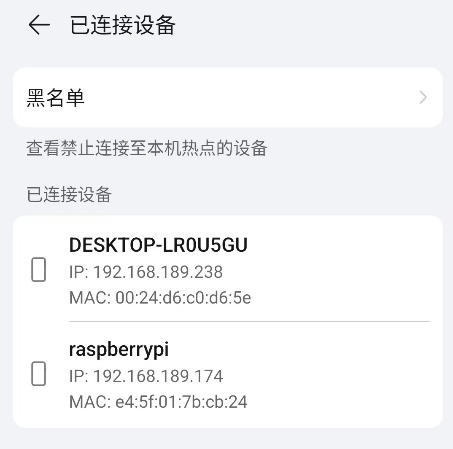 已连接设备
黑名单
查看禁止连接至本机热点的设备
已连接设备
DESKTOP-LR0U5GU
IP: 192.168.189.238
MAC: 00:24:d6:c0:d6:5e
raspberrypi
IP: 192.168.189.174
MAC: e4:5f:01:7b:cb:24